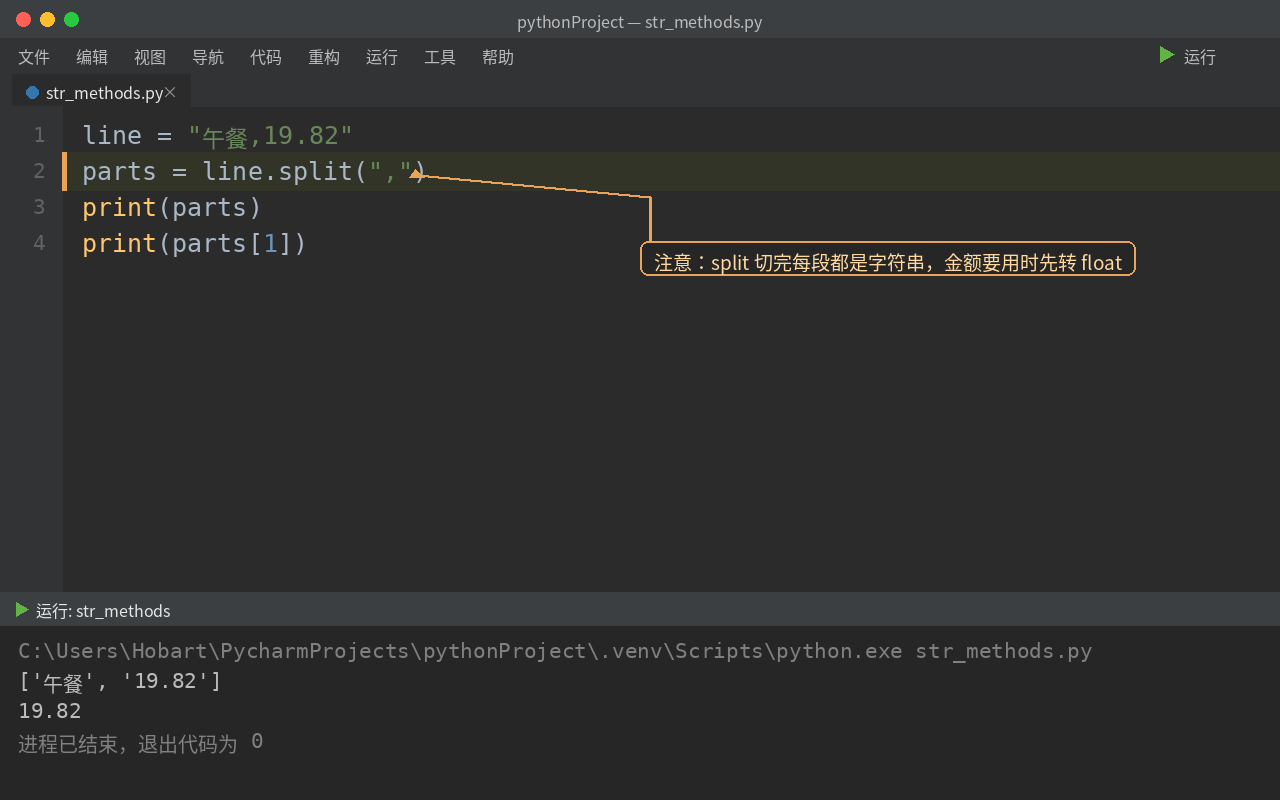 pythonProject — str_methods.py
文件 编辑 视图 导航 代码 重构 运行 工具 帮助 运行
str_methods.py×
1 line = "午餐,19.82"
2 parts = line.split(",")
3 print(parts)
4 print(parts[1])
注意：split 切完每段都是字符串，金额要用时先转 float
运行: str_methods
C:\Users\Hobart\PycharmProjects\pythonProject\.venv\Scripts\python.exe str_methods.py
['午餐', '19.82']
19.82
进程已结束，退出代码为 0